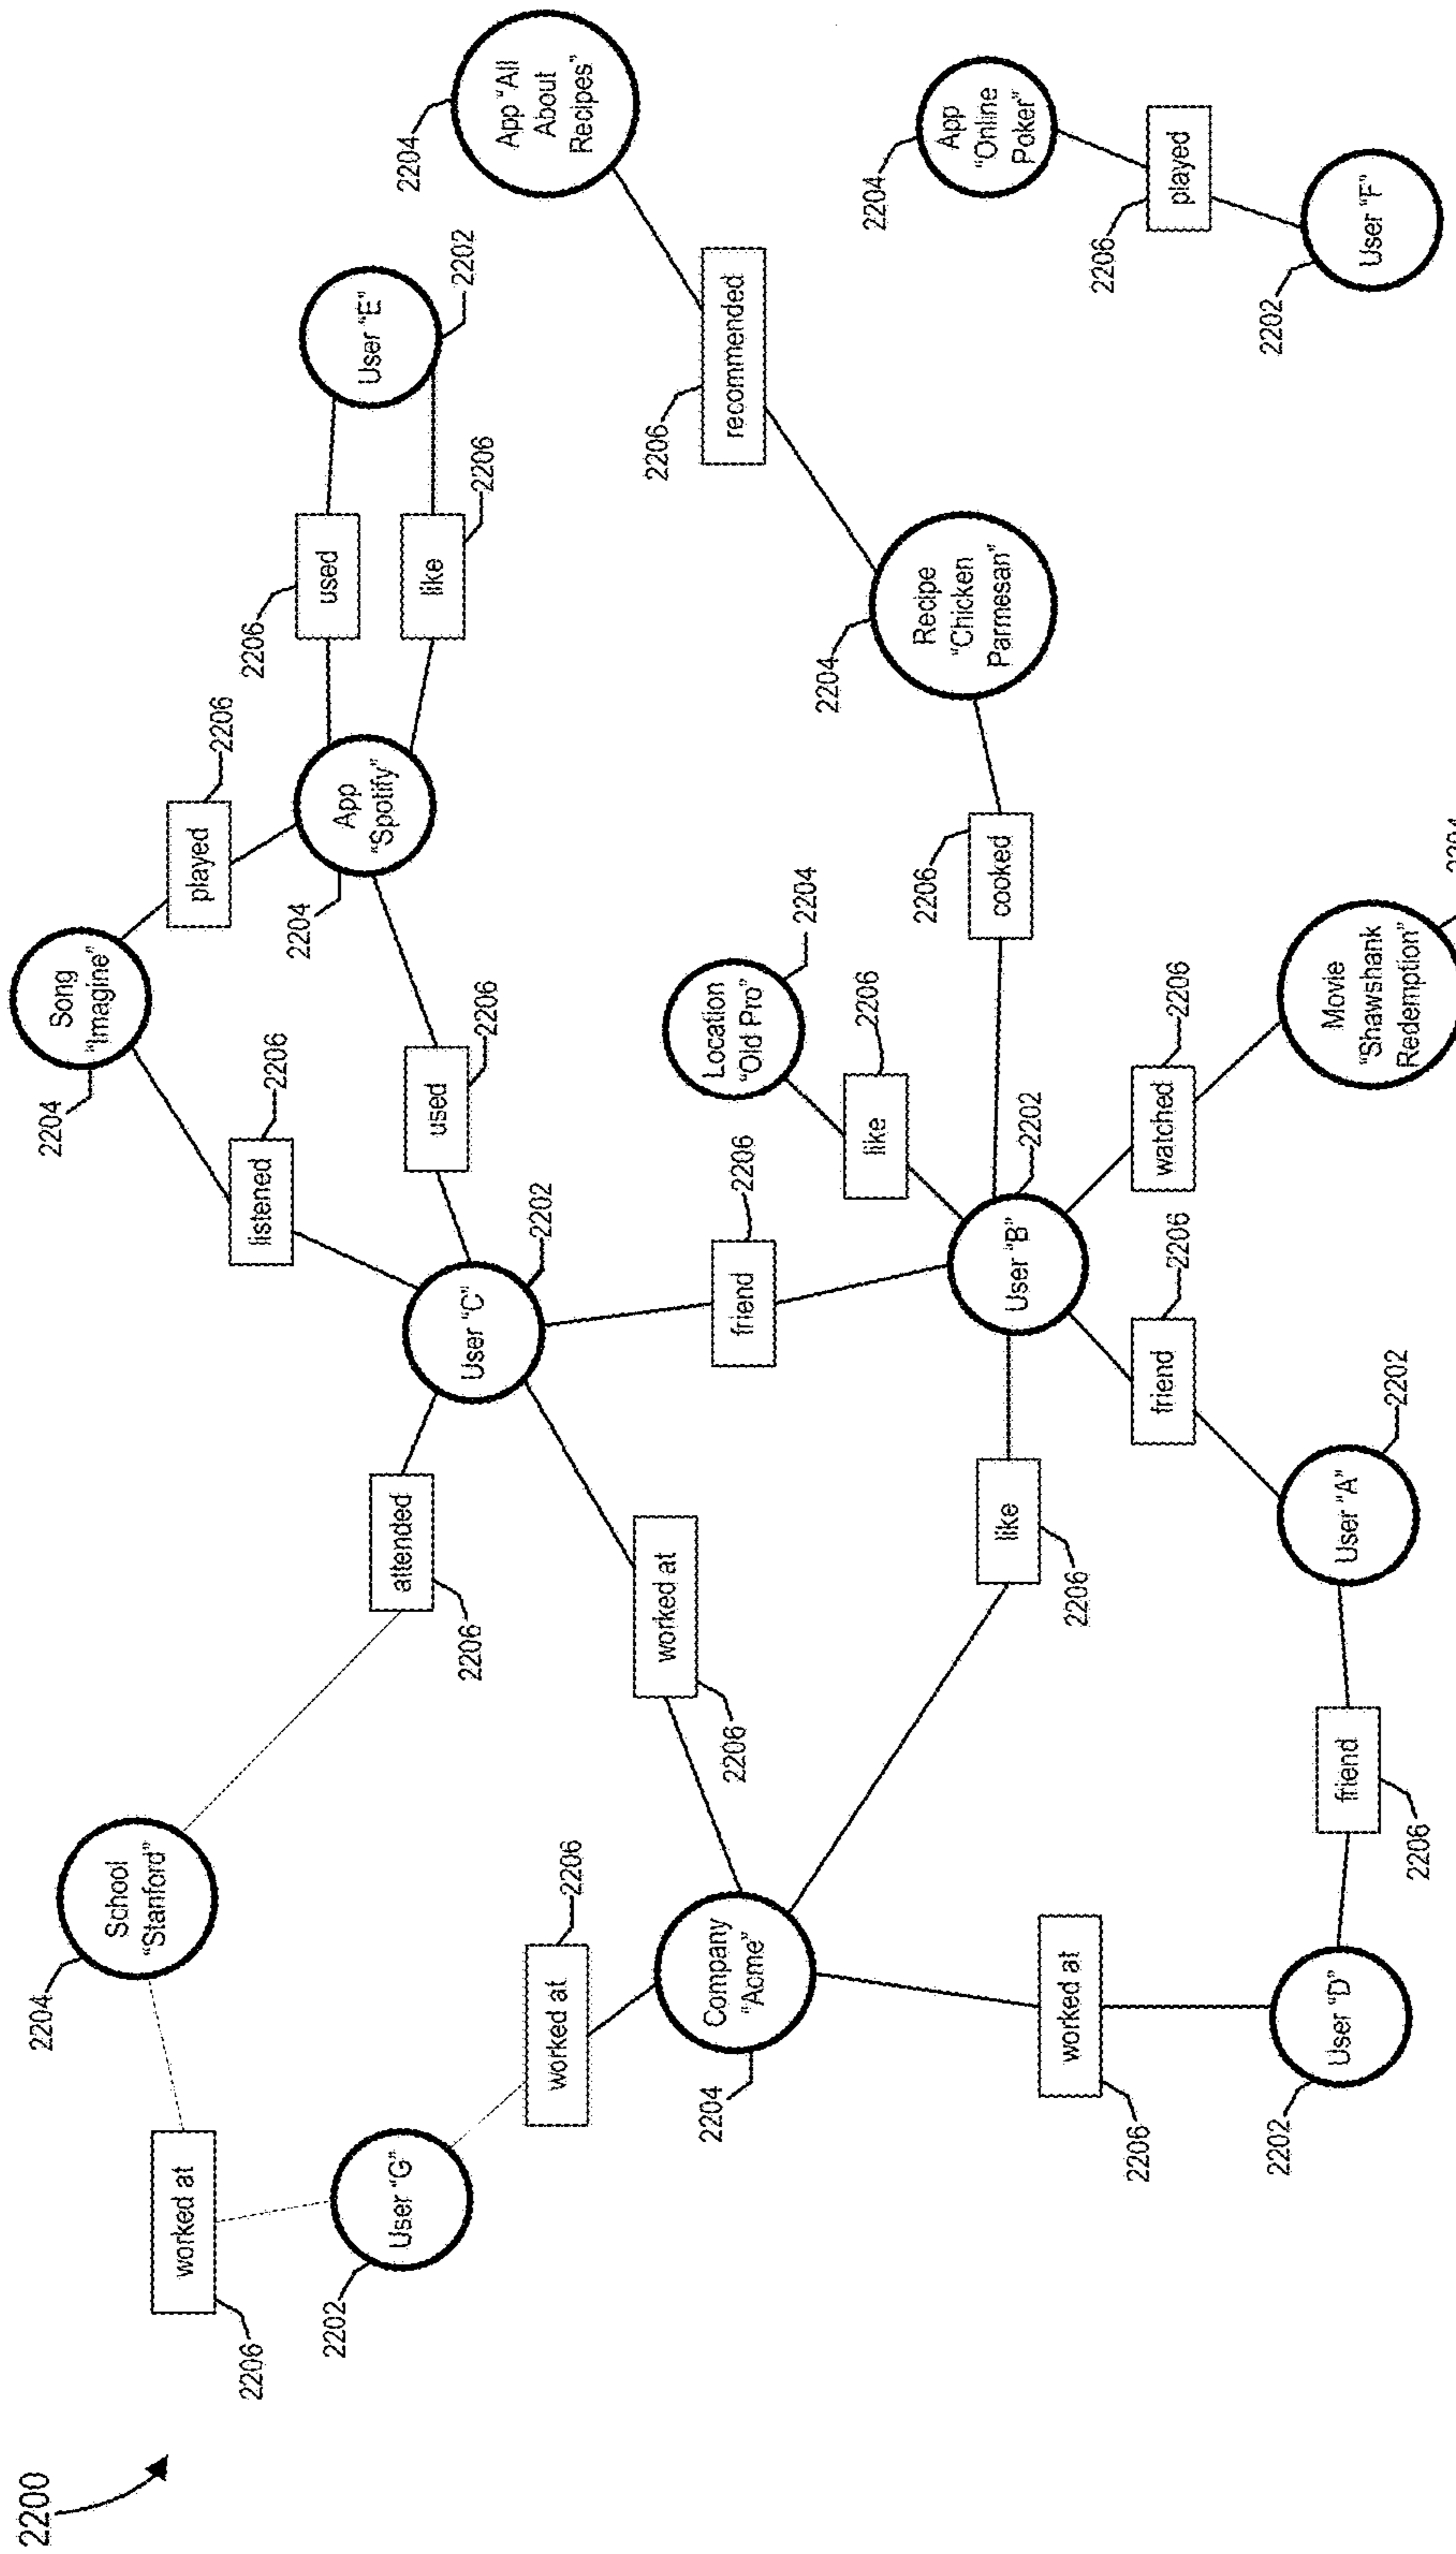 2200
2204
School
"Stanford"
2206
worked at
2202
User "G"
worked at
2206
2204
Company
"Acme"
attended
2206
worked at
2206
2204
Song
"Imagine"
listened
2206
played
2206
User "C"
2202
used
2206
2204
App
"Spotify"
2206
used
like
2206
User "E"
2202
2204
App "All
About
Recipes"
2206
recommended
friend
2206
Location
"Old Pro"
2204
like
2206
2206
cooked
2204
Recipe
"Chicken
Parmesan"
like
2206
User "B"
2202
worked at
2206
2202
User "D"
friend
2206
User "A"
2202
friend
2206
watched
2206
Movie
"Shawshank
Redemption"
2204
App
"Online
Poker"
2206
played
2202
User "F"